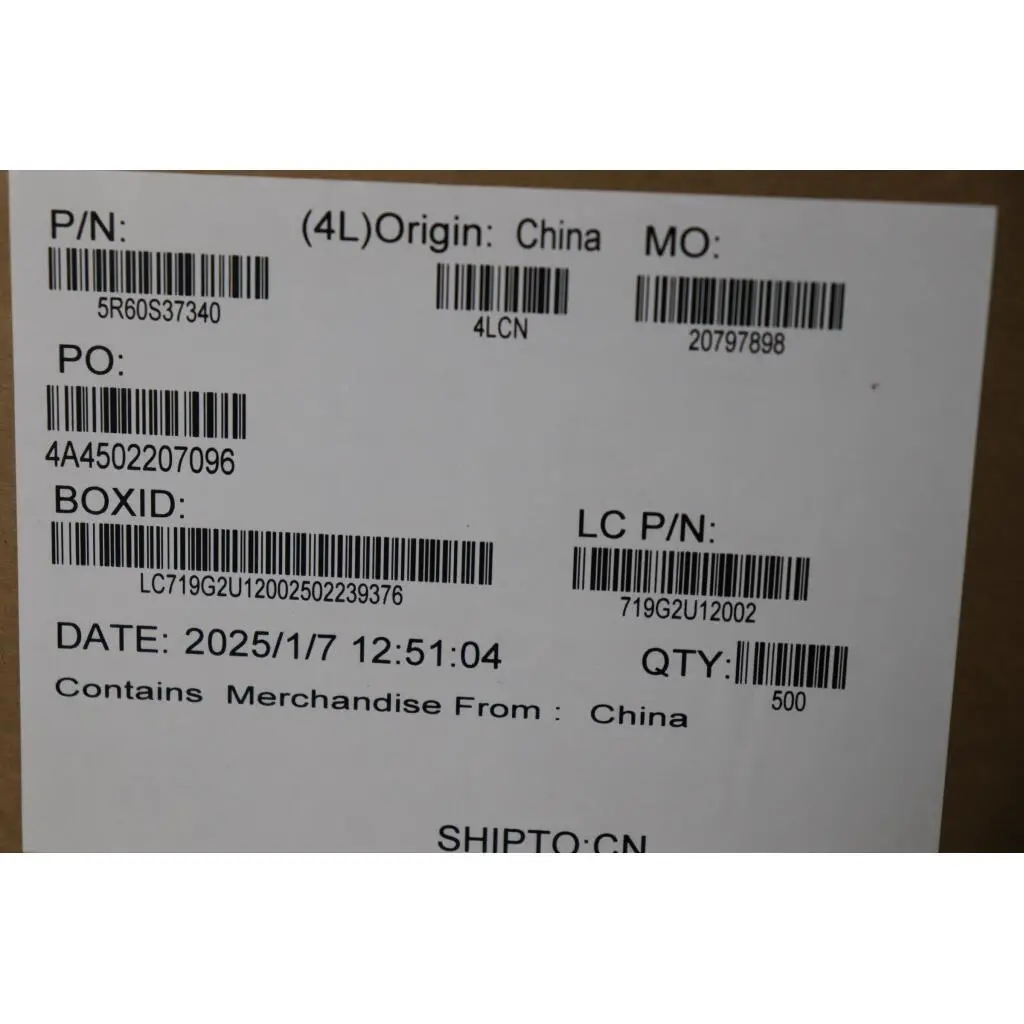 P/N: (4L)Origin: China MO:
5R60S37340 4LCN 20797898
PO:
4A4502207096
BOXID: LC P/N:
LC719G2U12002502239376 719G2U12002
DATE: 2025/1/7 12:51:04 QTY:
500
Contains Merchandise From : China
SHIPTO:CN